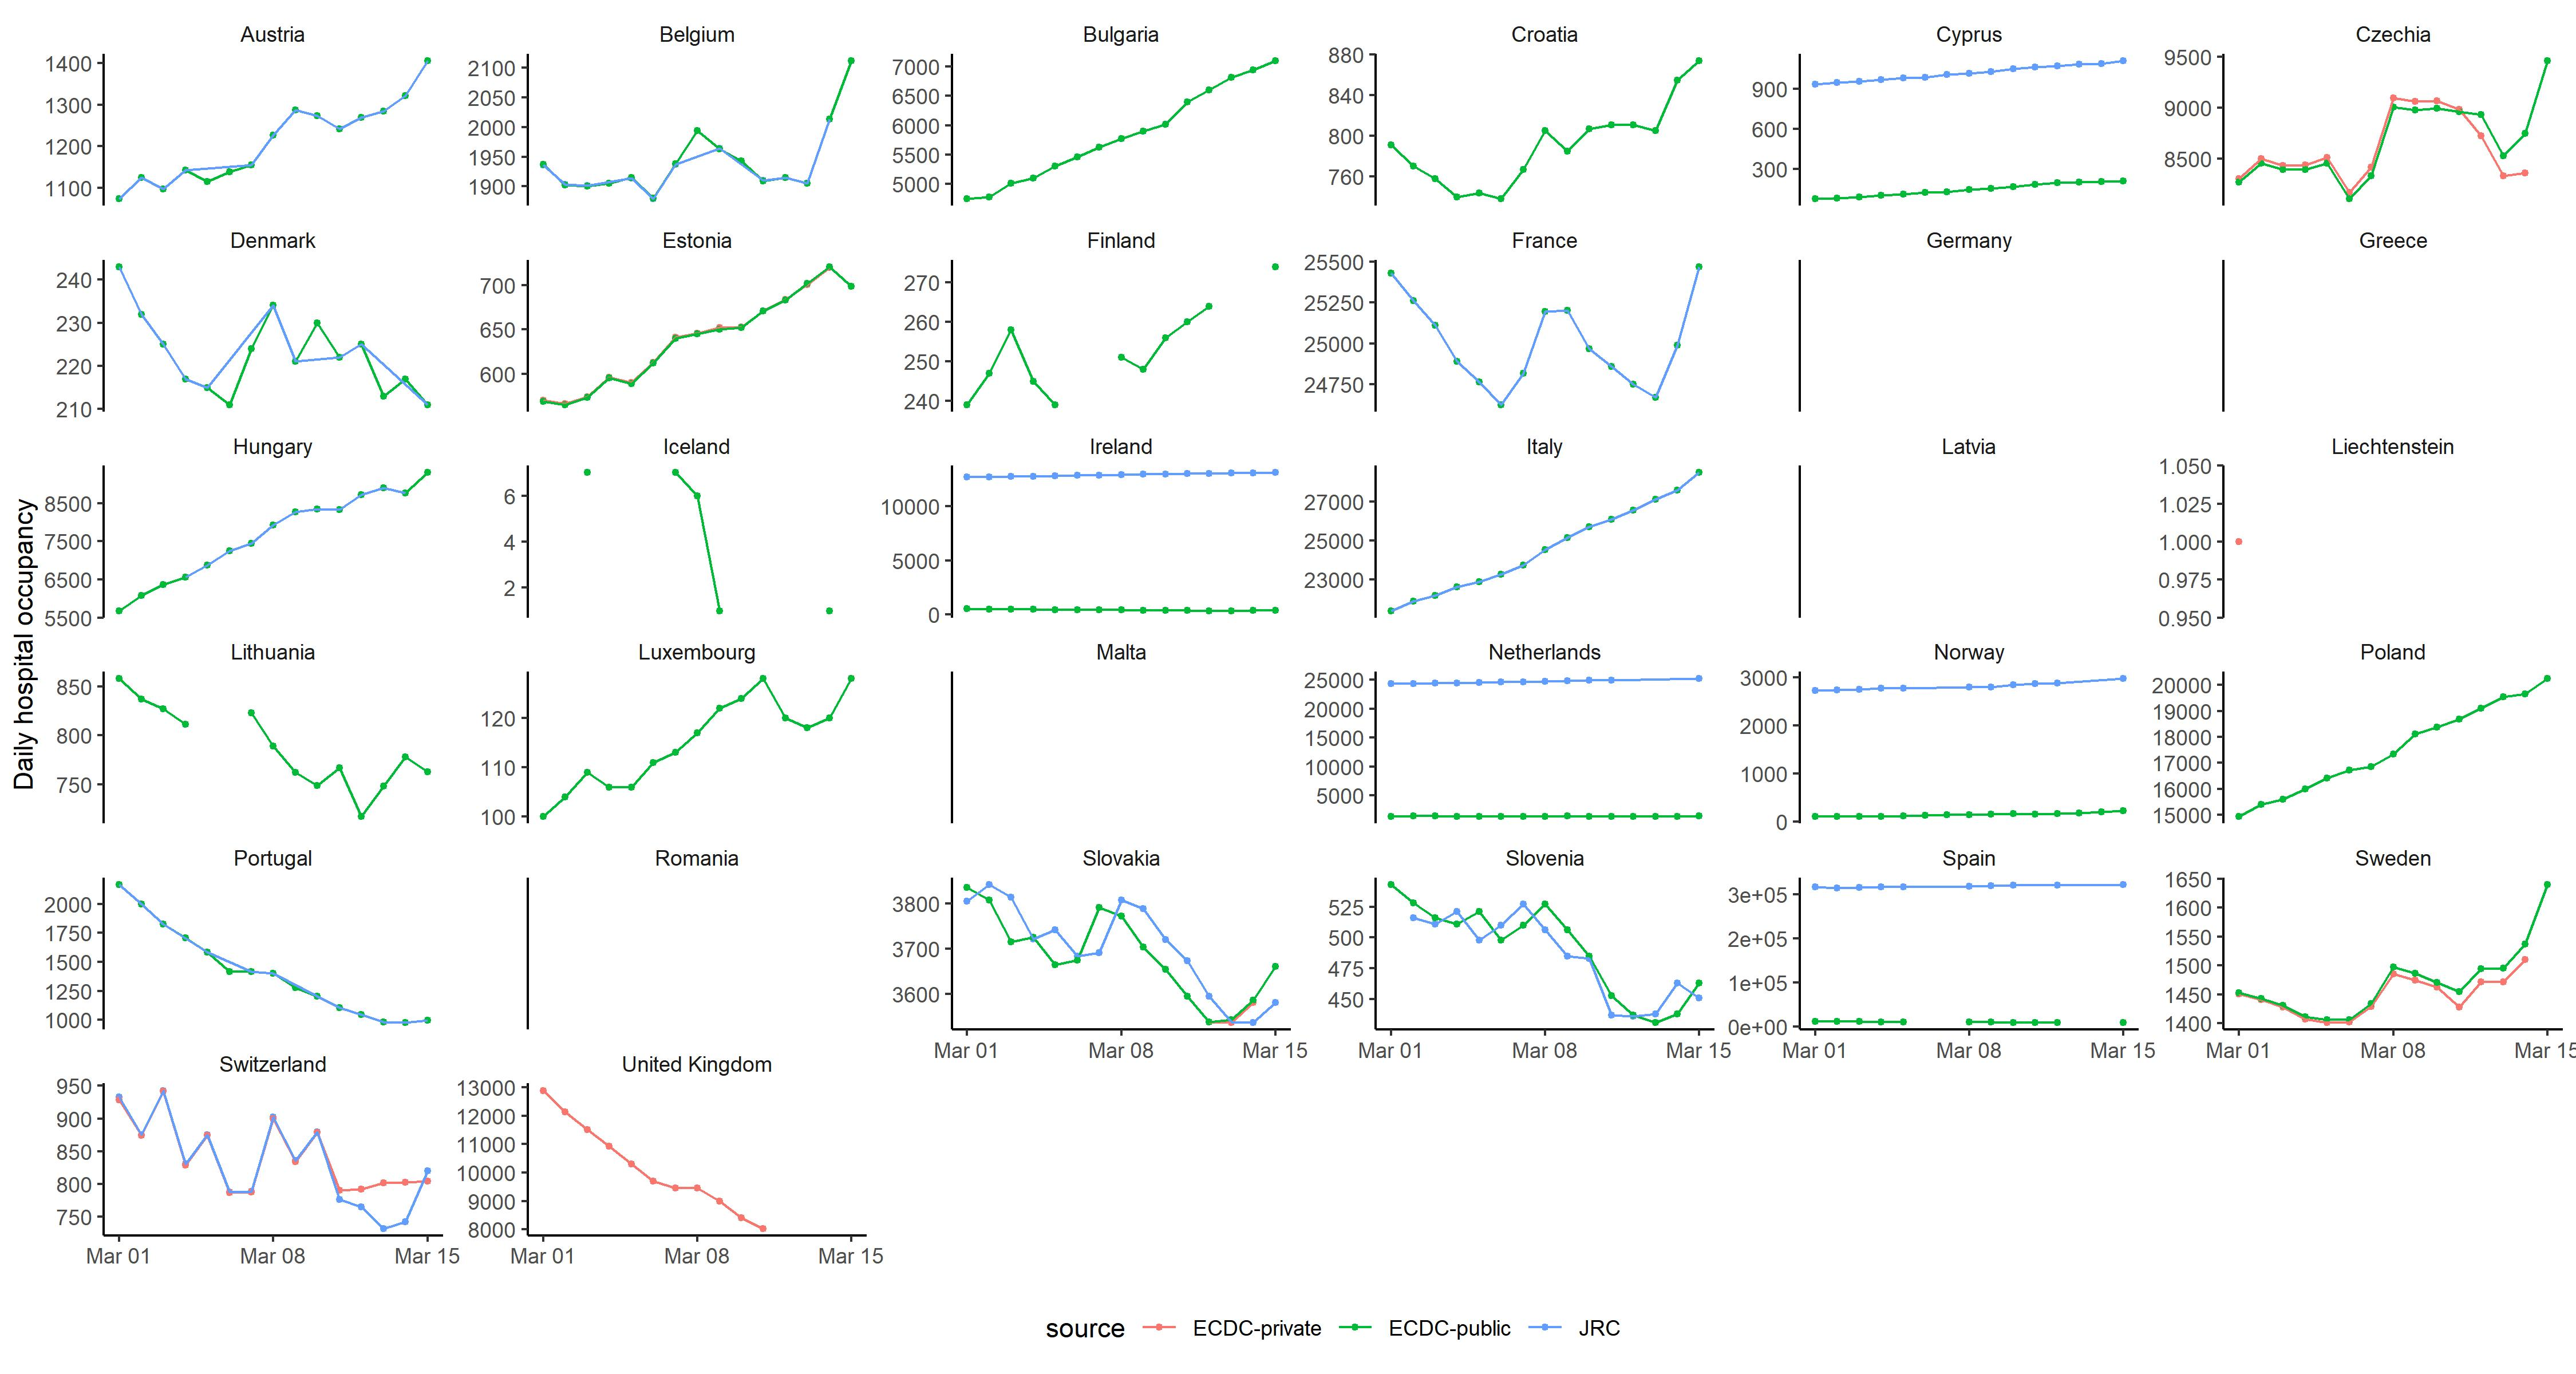 Daily hospital occupancy
Austria
1400
1300
1200
1100
Belgium
2100
2050
2000
1950
1900
Bulgaria
7000
6500
6000
5500
5000
Croatia
880
840
800
760
Cyprus
900
600
300
Czechia
9500
9000
8500
Denmark
240
230
220
210
Estonia
700
650
600
Finland
270
260
250
240
France
25500
25250
25000
24750
Germany
Greece
Hungary
8500
7500
6500
5500
Iceland
6
4
2
Ireland
10000
5000
0
Italy
27000
25000
23000
Latvia
Liechtenstein
1.050
1.025
1.000
0.975
0.950
Lithuania
850
800
750
Luxembourg
120
110
100
Malta
Netherlands
25000
20000
15000
10000
5000
Norway
3000
2000
1000
0
Poland
20000
19000
18000
17000
16000
15000
Portugal
2000
1750
1500
1250
1000
Romania
Slovakia
3800
3700
3600
Mar 01 Mar 08 Mar 15
Slovenia
525
500
475
450
Mar 01 Mar 08 Mar 15
Spain
3e+05
2e+05
1e+05
0e+00
Mar 01 Mar 08 Mar 15
Sweden
1650
1600
1550
1500
1450
1400
Mar 01 Mar 08 Mar 15
Switzerland
950
900
850
800
750
Mar 01 Mar 08 Mar 15
United Kingdom
13000
12000
11000
10000
9000
8000
Mar 01 Mar 08 Mar 15
source ECDC-private ECDC-public JRC